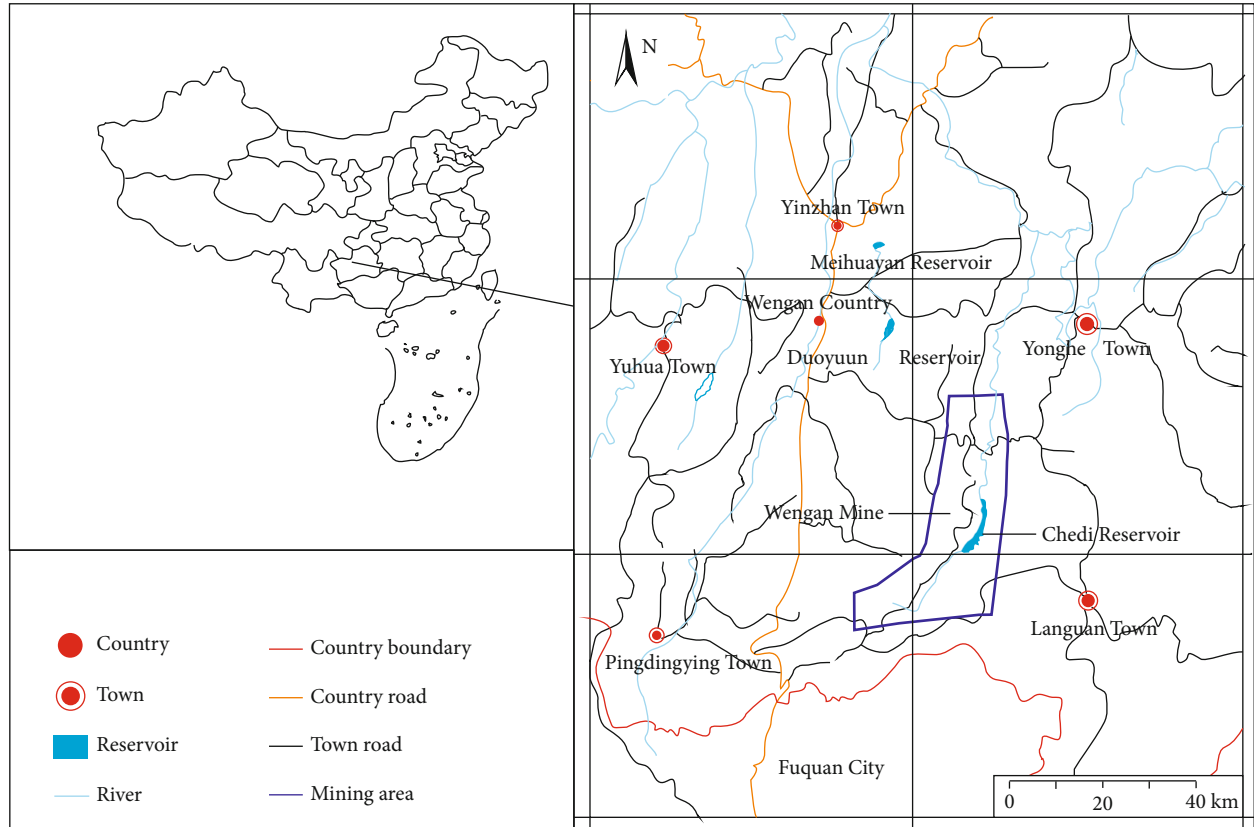 N
Yinzhan Town
Meihuayan Reservoir
Wengan Country
Duoyuun Reservoir
Yonghe Town
Yuhua Town
Wengan Mine
Chedi Reservoir
Languan Town
Pingdingying Town
Fuquan City
0 20 40 km
Country
Town
Reservoir
River
Country boundary
Country road
Town road
Mining area